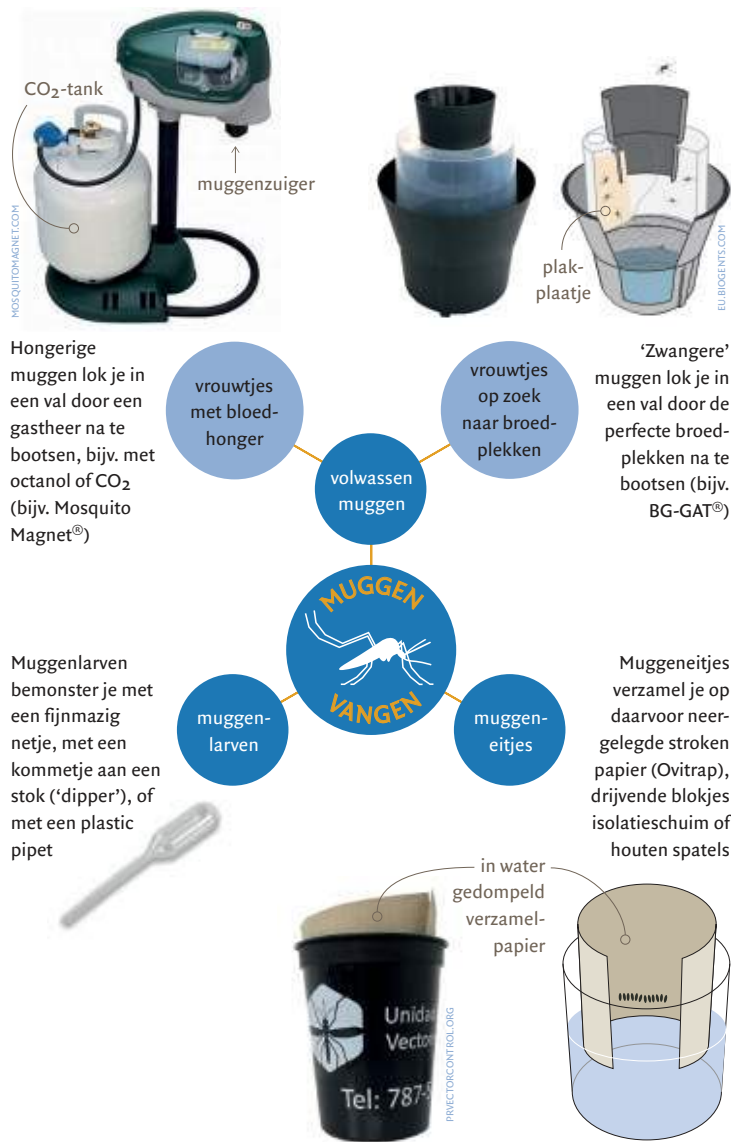 CO₂-tank
muggenzuiger
MOSQUITOMAGNET.COM
plak-
plaatje
EU.BIOGENTS.COM
Hongerige
muggen lok je in
een val door een
gastheer na te
bootsen, bijv. met
octanol of CO₂
(bijv. Mosquito
Magnet®)
vrouwtjes
met bloed-
honger
vrouwtjes
op zoek
naar broed-
plekken
‘Zwangere’
muggen lok je in
een val door de
perfecte broed-
plekken na te
bootsen (bijv.
BG-GAT®)
volwassen
muggen
MUGGEN
VANGEN
Muggenlarven
bemonster je met
een fijnmazig
netje, met een
kommetje aan een
stok (‘dipper’), of
met een plastic
pipet
muggen-
larven
muggen-
eitjes
Muggeneitjes
verzamel je op
daarvoor neer-
gelegde stroken
papier (Ovitrap),
drijvende blokjes
isolatieschuim of
houten spatels
in water
gedompeld
verzamel-
papier
Unidad
Vector
Tel: 787-
PRVECTORCONTROL.ORG